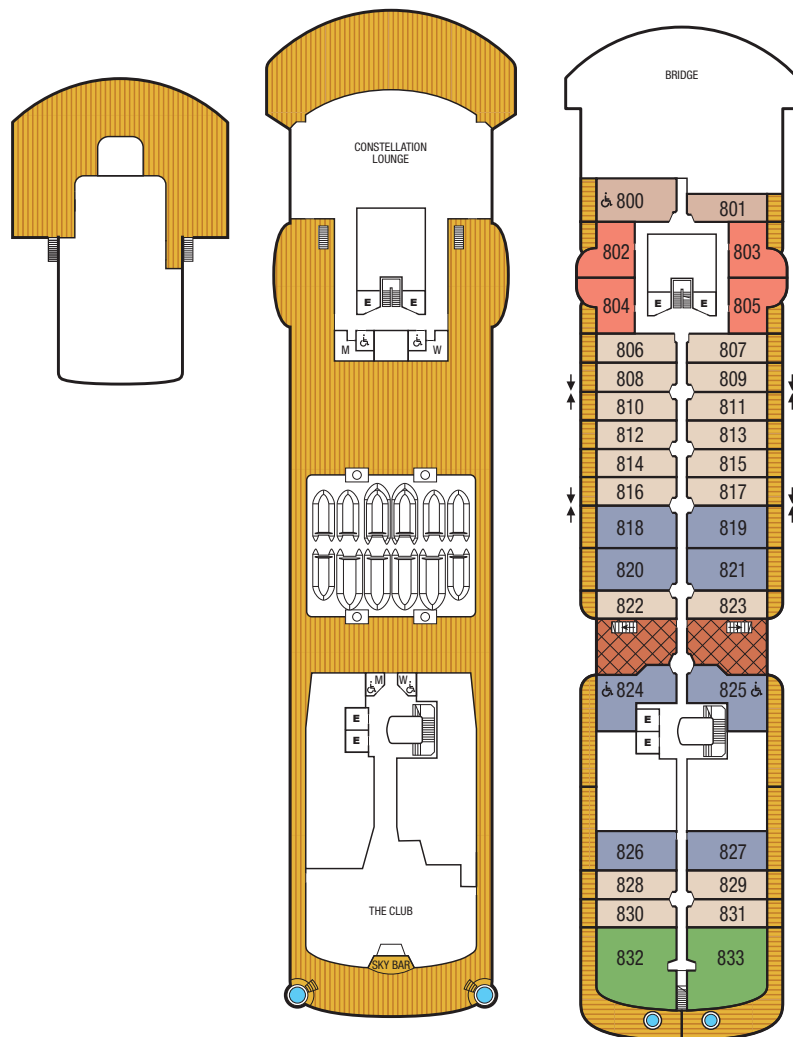 CONSTELLATION
LOUNGE
E E
M W
M W
E
E
THE CLUB
SKY BAR
BRIDGE
800 801
802 803
E E
804 805
806 807
808 809
810 811
812 813
814 815
816 817
818 819
820 821
822 823
824 825
E
E
826 827
828 829
830 831
832 833